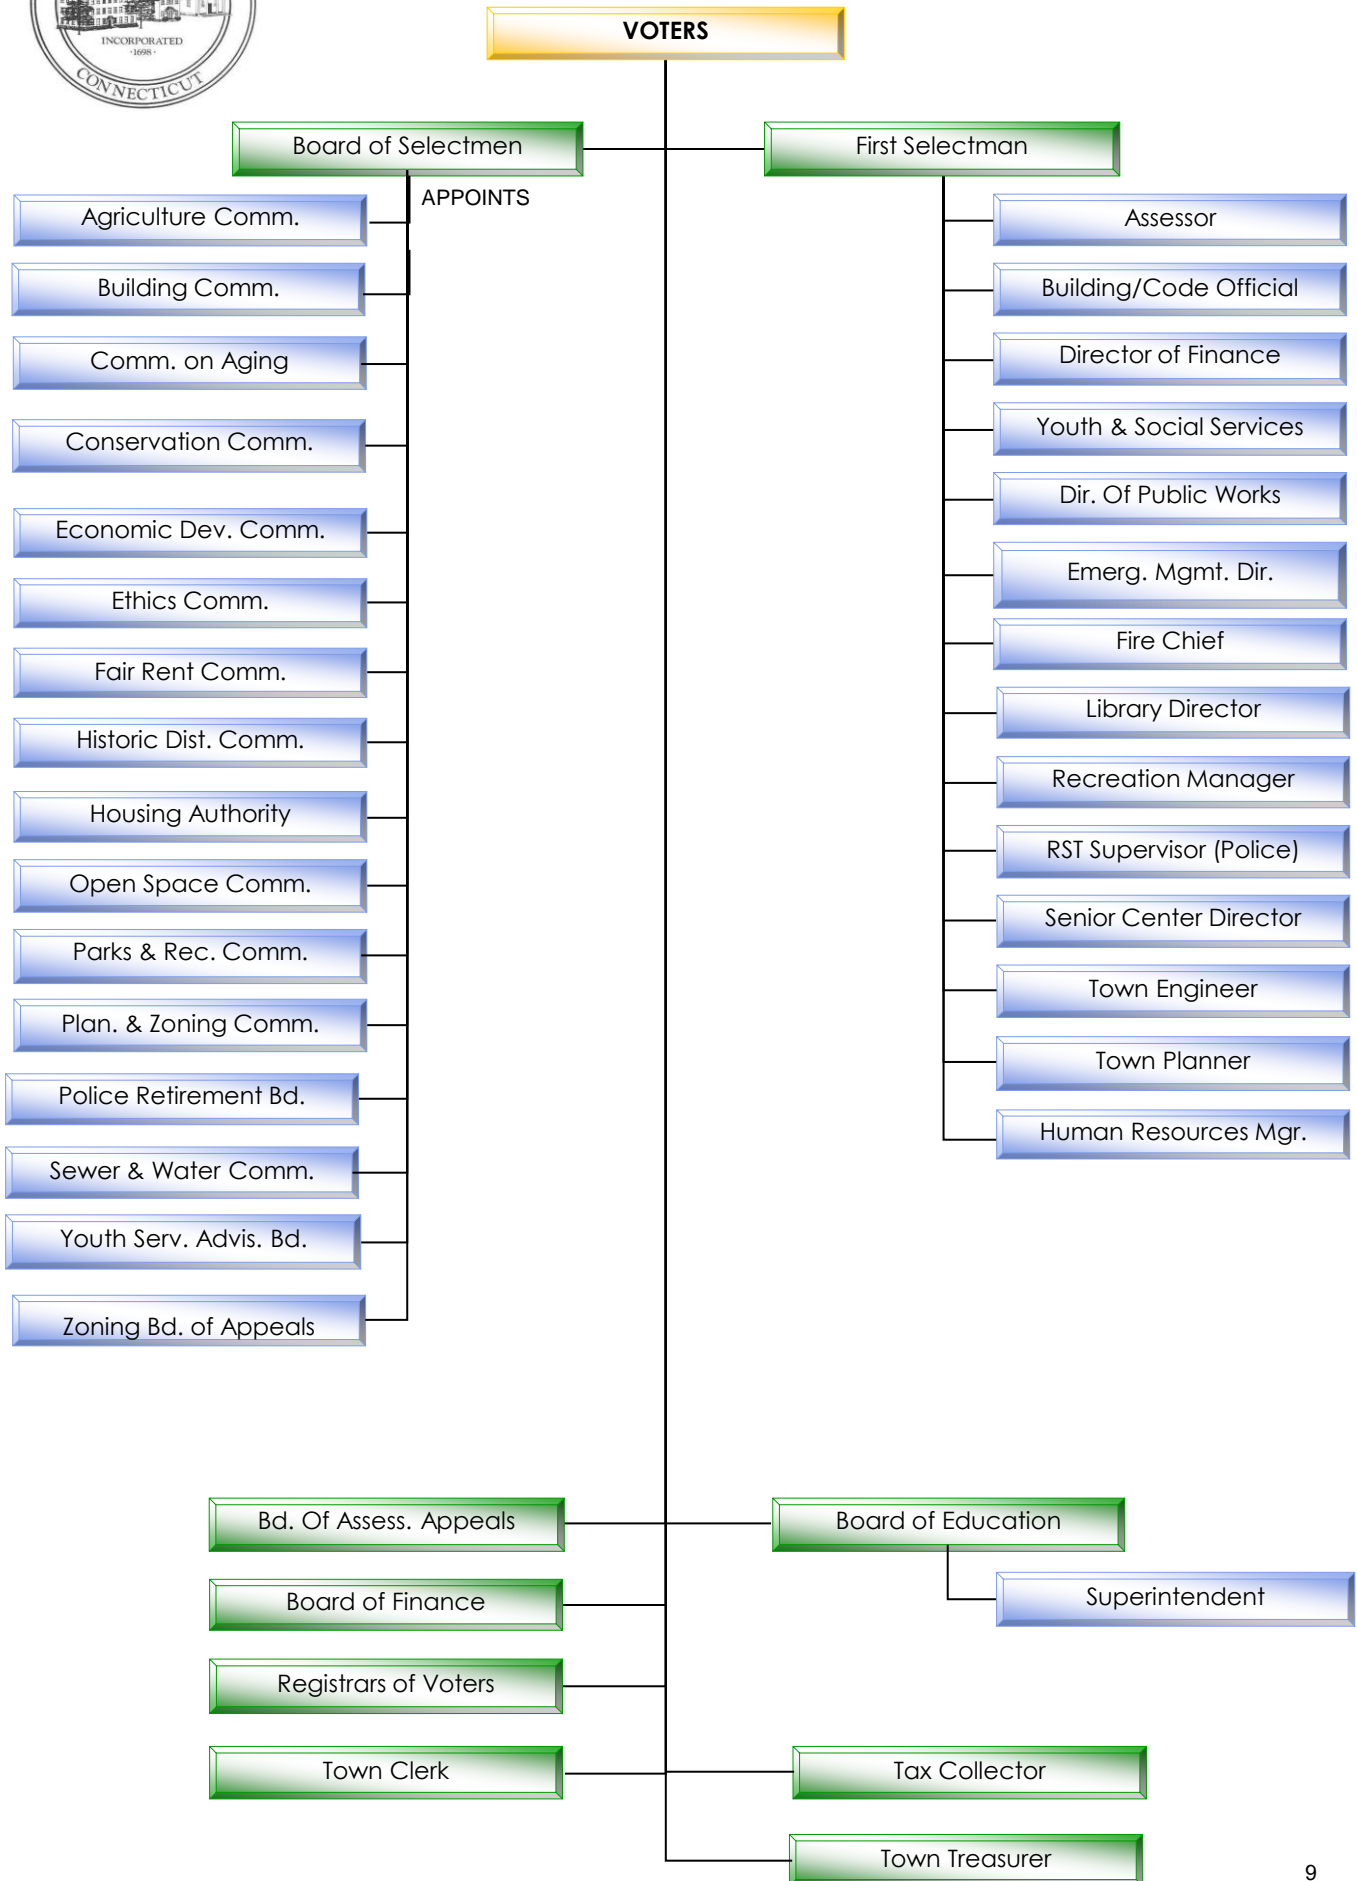 INCORPORATED
·1698·
CONNECTICUT
VOTERS
Board of Selectmen
First Selectman
APPOINTS
Agriculture Comm.
Building Comm.
Comm. on Aging
Conservation Comm.
Economic Dev. Comm.
Ethics Comm.
Fair Rent Comm.
Historic Dist. Comm.
Housing Authority
Open Space Comm.
Parks & Rec. Comm.
Plan. & Zoning Comm.
Police Retirement Bd.
Sewer & Water Comm.
Youth Serv. Advis. Bd.
Zoning Bd. of Appeals
Assessor
Building/Code Official
Director of Finance
Youth & Social Services
Dir. Of Public Works
Emerg. Mgmt. Dir.
Fire Chief
Library Director
Recreation Manager
RST Supervisor (Police)
Senior Center Director
Town Engineer
Town Planner
Human Resources Mgr.
Bd. Of Assess. Appeals
Board of Education
Superintendent
Board of Finance
Registrars of Voters
Town Clerk
Tax Collector
Town Treasurer
9